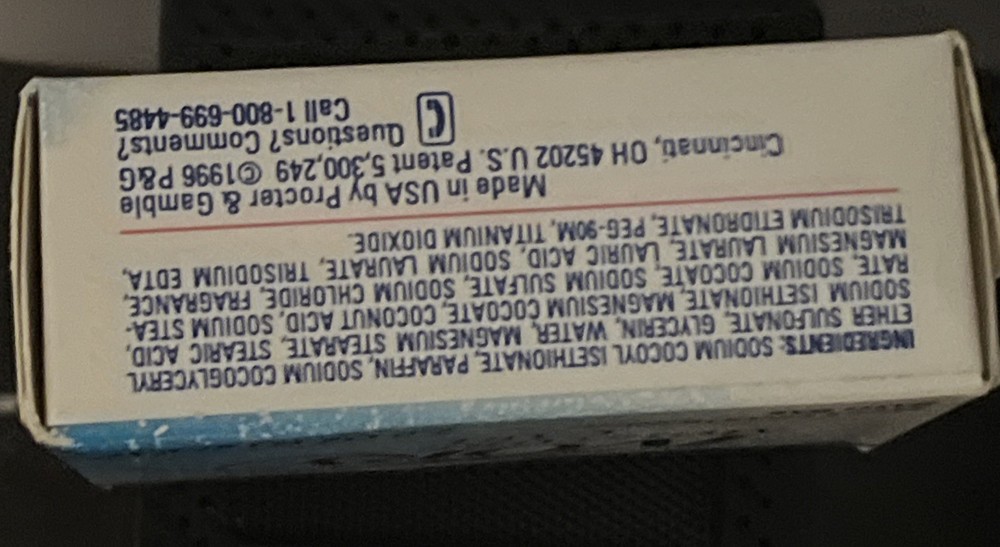 INGREDIENTS: SODIUM COCOYL ISETHIONATE, PARAFFIN, SODIUM COCOGLYCERYL
ETHER SULFONATE, GLYCERIN, WATER, MAGNESIUM STEARATE, STEARIC ACID,
SODIUM ISETHIONATE, MAGNESIUM COCOATE, COCONUT ACID, SODIUM STEA-
RATE, SODIUM COCOATE, SODIUM SULFATE, SODIUM CHLORIDE, FRAGRANCE,
MAGNESIUM LAURATE, LAURIC ACID, SODIUM LAURATE, TRISODIUM EDTA,
TRISODIUM ETIDRONATE, PEG-90M, TITANIUM DIOXIDE.
Made in USA by Procter & Gamble
Cincinnati, OH 45202 U.S. Patent 5,300,249 ©1996 P&G
Questions? Comments?
Call 1-800-699-4485